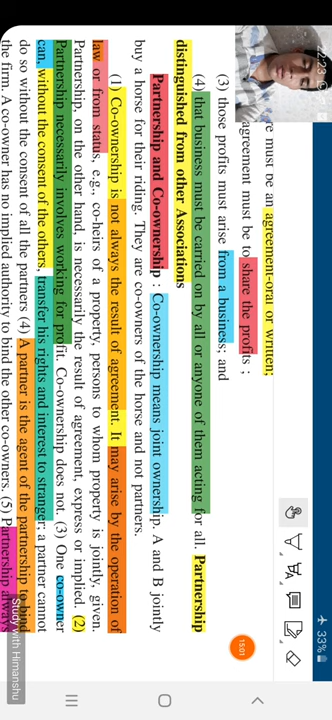 re must be an agreement-oral or written;
agreement must be to share the profits ;
(3) those profits must arise from a business; and
(4) that business must be carried on by all or anyone of them acting for all. Partnership
distinguished from other Associations
Partnership and Co-ownership : Co-ownership means joint ownership. A and B jointly
buy a horse for their riding. They are co-owners of the horse and not partners.
(1) Co-ownership is not always the result of agreement. It may arise by the operation of
law or from status, e.g., co-heirs of a property, persons to whom property is jointly, given.
Partnership, on the other hand, is necessarily the result of agreement, express or implied. (2)
Partnership necessarily involves working for profit. Co-ownership does not. (3) One co-owner
can, without the consent of the others, transfer his rights and interest to stranger; a partner cannot
do so without the consent of all the partners (4) A partner is the agent of the partnership to bind
the firm. A co-owner has no implied authority to bind the other co-owners. (5) Partnership always
33%
15:01
Study with Himanshu